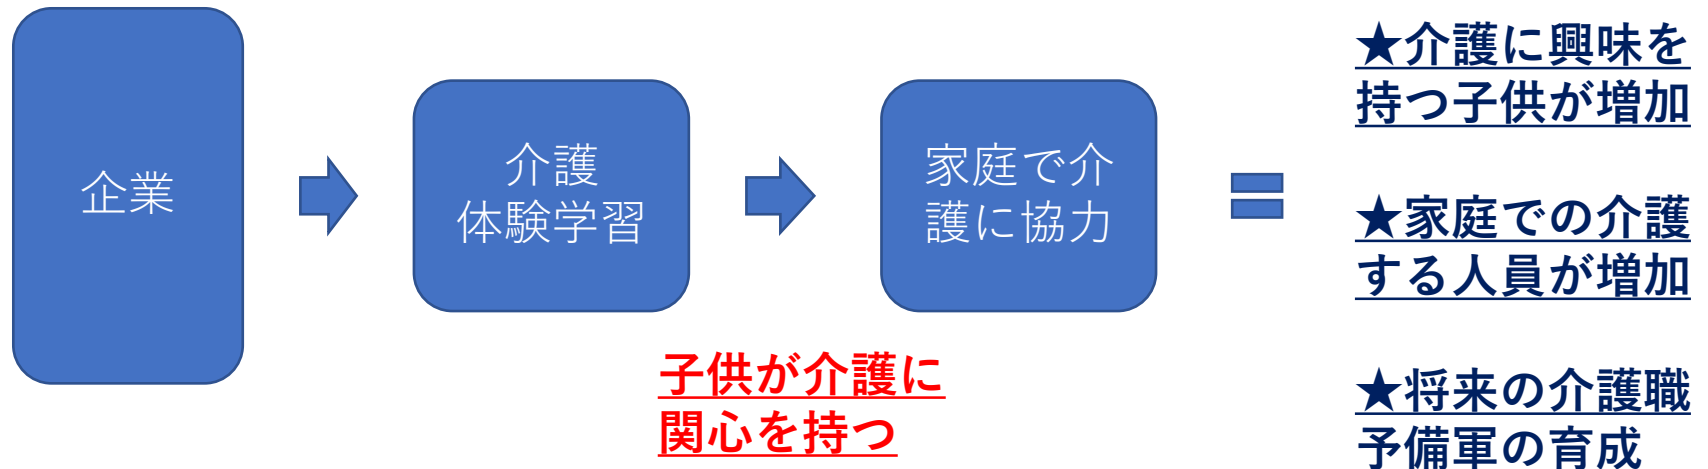 企業
介護
体験学習
家庭で介
護に協力
子供が介護に
関心を持つ
★介護に興味を
持つ子供が増加
★家庭での介護
する人員が増加
★将来の介護職
予備軍の育成